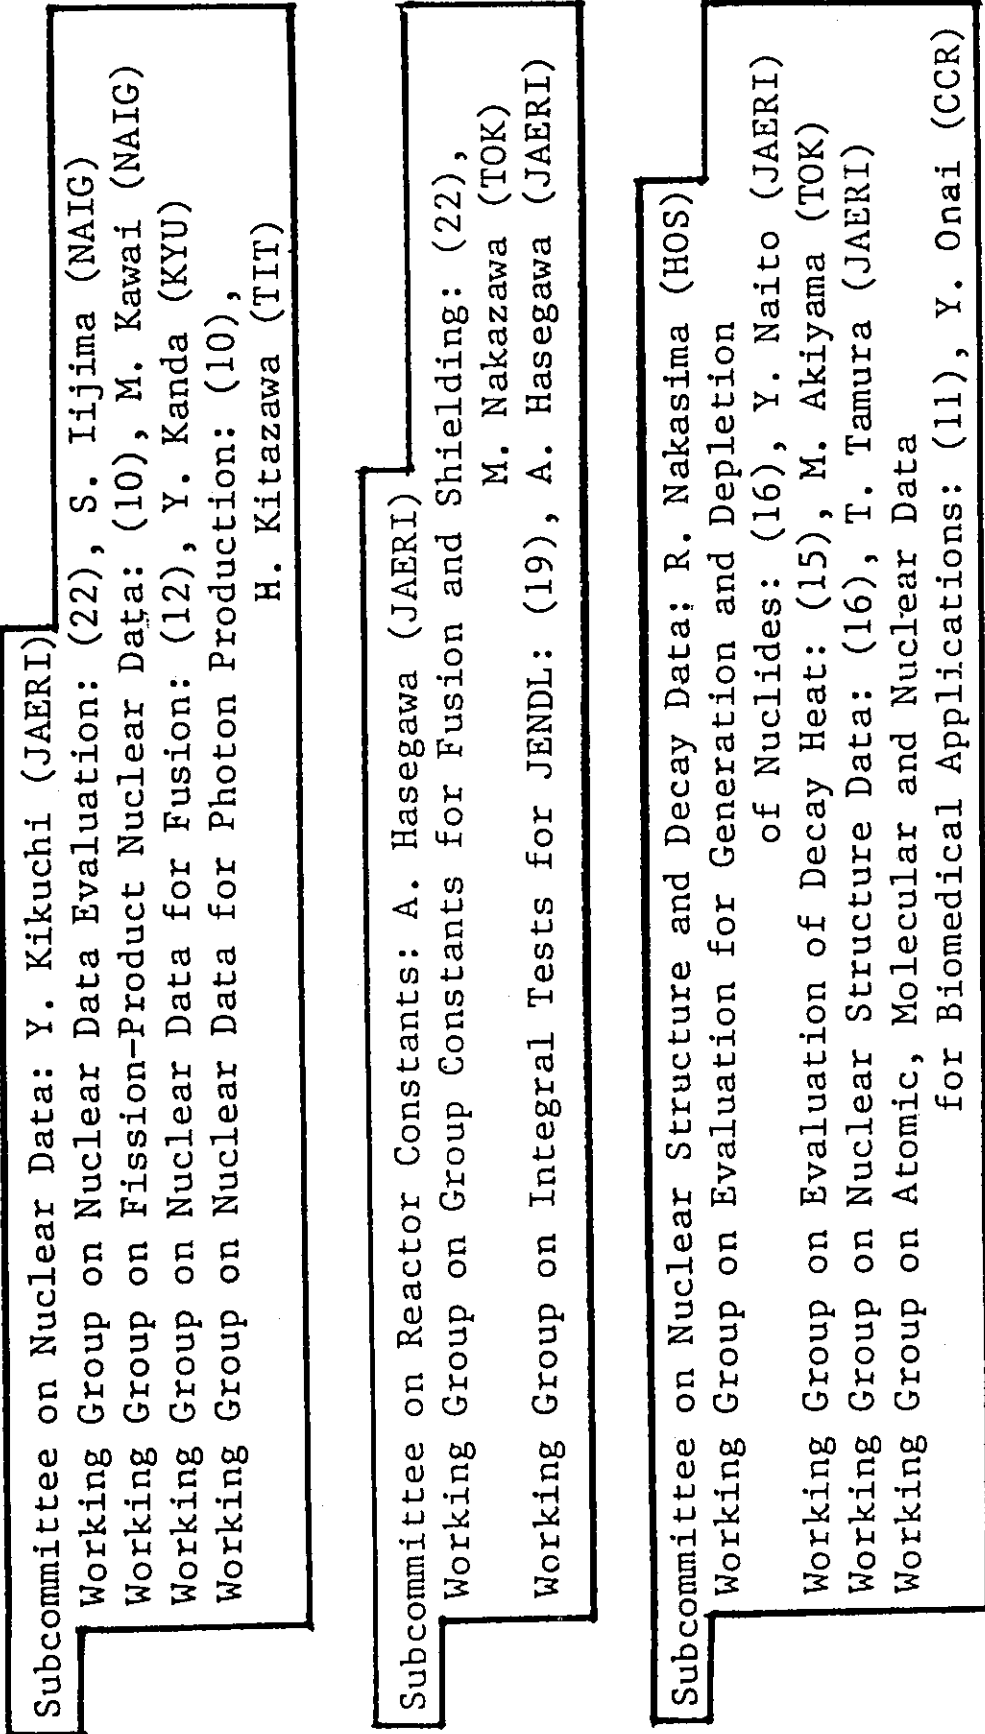 Subcommittee on Nuclear Data: Y. Kikuchi (JAERI)
Working Group on Nuclear Data Evaluation: (22), S. Iijima (NAIG)
Working Group on Fission-Product Nuclear Data: (10), M. Kawai (NAIG)
Working Group on Nuclear Data for Fusion: (12), Y. Kanda (KYU)
Working Group on Nuclear Data for Photon Production: (10),
H. Kitazawa (TIT)
Subcommittee on Reactor Constants: A. Hasegawa (JAERI)
Working Group on Group Constants for Fusion and Shielding: (22),
M. Nakazawa (TOK)
Working Group on Integral Tests for JENDL: (19), A. Hasegawa (JAERI)
Subcommittee on Nuclear Structure and Decay Data: R. Nakasima (HOS)
Working Group on Evaluation for Generation and Depletion
of Nuclides: (16), Y. Naito (JAERI)
Working Group on Evaluation of Decay Heat: (15), M. Akiyama (TOK)
Working Group on Nuclear Structure Data: (16), T. Tamura (JAERI)
Working Group on Atomic, Molecular and Nuclear Data
for Biomedical Applications: (11), Y. Onai (CCR)